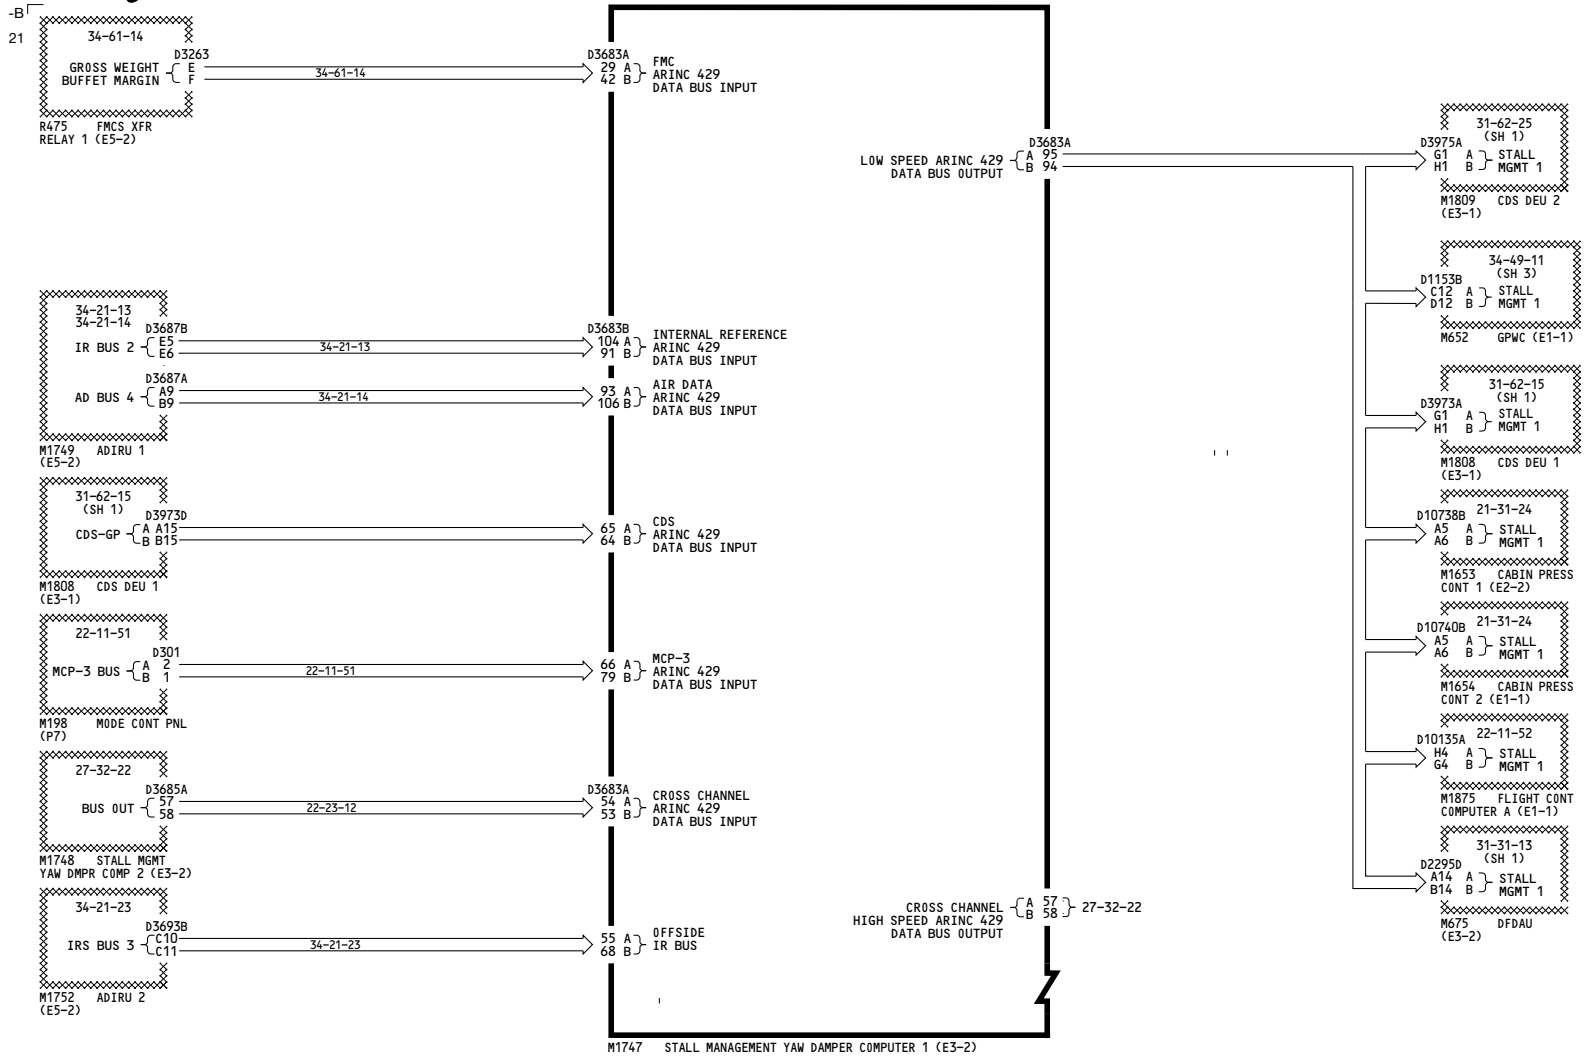 -B
21
34-61-14
D3263
GROSS WEIGHT E
BUFFET MARGIN F
34-61-14
R475 FMCS XFR
RELAY 1 (E5-2)
D3683A
29 A FMC
42 B ARINC 429
DATA BUS INPUT
34-21-13
34-21-14
D3687B
IR BUS 2 E5
E6
34-21-13
D3687A
AD BUS 4 A9
B9
34-21-14
M1749 ADIRU 1
(E5-2)
D3683B
104 A INTERNAL REFERENCE
91 B ARINC 429
DATA BUS INPUT
93 A AIR DATA
106 B ARINC 429
DATA BUS INPUT
31-62-15
(SH 1)
D3973D
CDS-GP A A15
B B15
M1808 CDS DEU 1
(E3-1)
65 A CDS
64 B ARINC 429
DATA BUS INPUT
22-11-51
D301
MCP-3 BUS A 2
B 1
22-11-51
M198 MODE CONT PNL
(P7)
66 A MCP-3
79 B ARINC 429
DATA BUS INPUT
27-32-22
D3685A
BUS OUT 57
58
22-23-12
M1748 STALL MGMT
YAW DMPR COMP 2 (E3-2)
D3683A
54 A CROSS CHANNEL
53 B ARINC 429
DATA BUS INPUT
34-21-23
D3693B
IRS BUS 3 C10
C11
34-21-23
M1752 ADIRU 2
(E5-2)
55 A OFFSIDE
68 B IR BUS
D3683A
LOW SPEED ARINC 429 A 95
DATA BUS OUTPUT B 94
CROSS CHANNEL A 57 27-32-22
HIGH SPEED ARINC 429 B 58
DATA BUS OUTPUT
M1747 STALL MANAGEMENT YAW DAMPER COMPUTER 1 (E3-2)
31-62-25
(SH 1)
D3975A
G1 A STALL
H1 B MGMT 1
M1809 CDS DEU 2
(E3-1)
34-49-11
(SH 3)
D1153B
C12 A STALL
D12 B MGMT 1
M652 GPWC (E1-1)
31-62-15
(SH 1)
D3973A
G1 A STALL
H1 B MGMT 1
M1808 CDS DEU 1
(E3-1)
D10738B 21-31-24
A5 A STALL
A6 B MGMT 1
M1653 CABIN PRESS
CONT 1 (E2-2)
D10740B 21-31-24
A5 A STALL
A6 B MGMT 1
M1654 CABIN PRESS
CONT 2 (E1-1)
D10135A 22-11-52
H4 A STALL
G4 B MGMT 1
M1875 FLIGHT CONT
COMPUTER A (E1-1)
31-31-13
(SH 1)
D2295D
A14 A STALL
B14 B MGMT 1
M675 DFDAU
(E3-2)